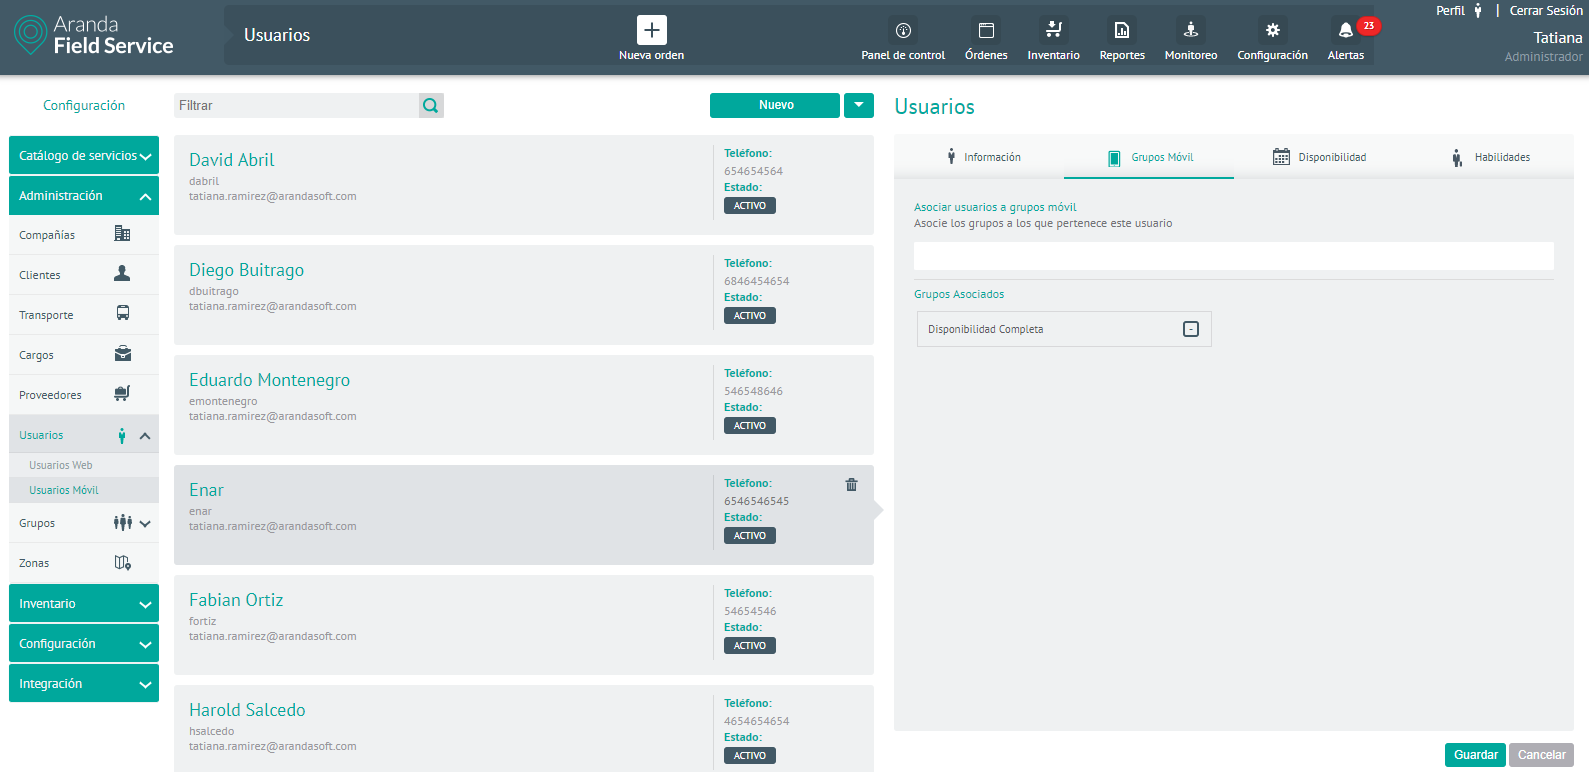 Aranda
Field Service
Usuarios
Nueva orden
Panel de control
Órdenes
Inventario
Reportes
Monitoreo
Configuración
Alertas
23
Perfil | Cerrar Sesión
Tatiana
Administrador
Configuración
Catálogo de servicios
Administración
Compañías
Clientes
Transporte
Cargos
Proveedores
Usuarios
Usuarios Web
Usuarios Móvil
Grupos
Zonas
Inventario
Configuración
Integración
Filtrar
Nuevo
David Abril
dabril
tatiana.ramirez@arandasoft.com
Teléfono:
654654564
Estado:
ACTIVO
Diego Buitrago
dbuitrago
tatiana.ramirez@arandasoft.com
Teléfono:
6846454654
Estado:
ACTIVO
Eduardo Montenegro
emontenegro
tatiana.ramirez@arandasoft.com
Teléfono:
546548646
Estado:
ACTIVO
Enar
enar
tatiana.ramirez@arandasoft.com
Teléfono:
6546546545
Estado:
ACTIVO
Fabian Ortiz
fortiz
tatiana.ramirez@arandasoft.com
Teléfono:
54654546
Estado:
ACTIVO
Harold Salcedo
hsalcedo
tatiana.ramirez@arandasoft.com
Teléfono:
4654654654
Estado:
ACTIVO
Usuarios
Información
Grupos Móvil
Disponibilidad
Habilidades
Asociar usuarios a grupos móvil
Asocie los grupos a los que pertenece este usuario
Grupos Asociados
Disponibilidad Completa
Guardar
Cancelar